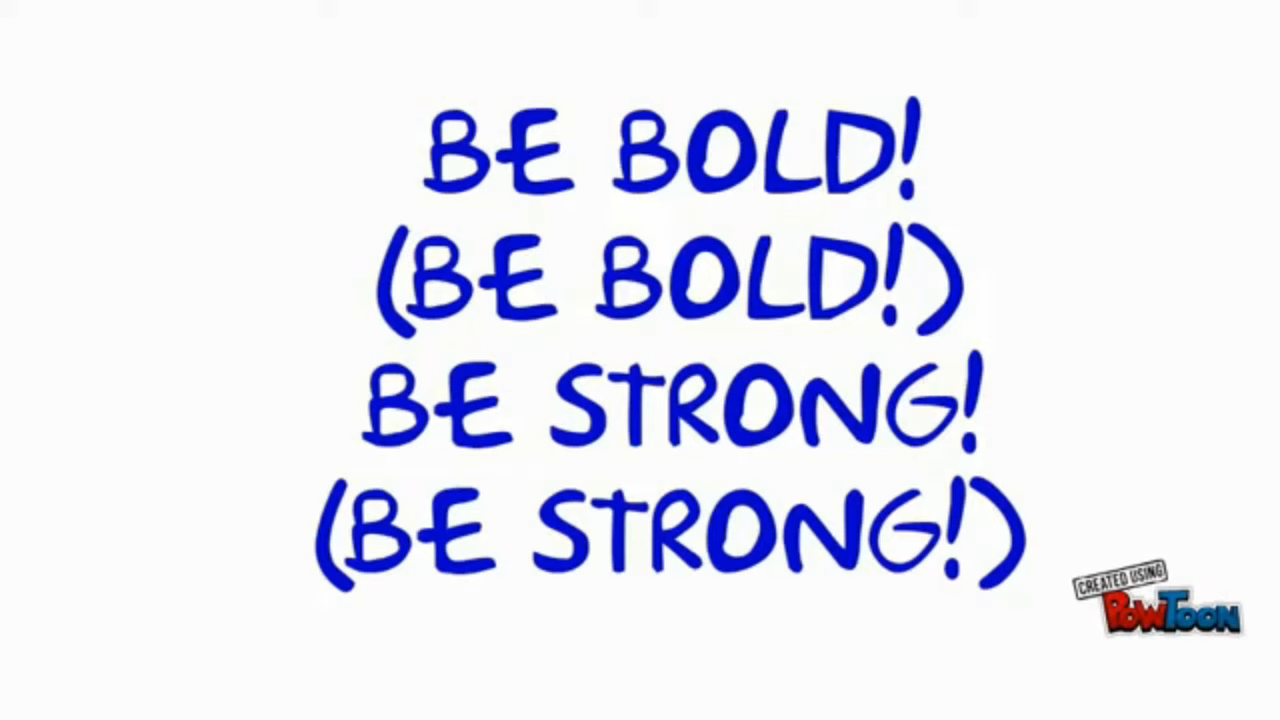 BE BOLD!
(BE BOLD!)
BE STRONG!
(BE STRONG!)
CREATED USING
POWTOON